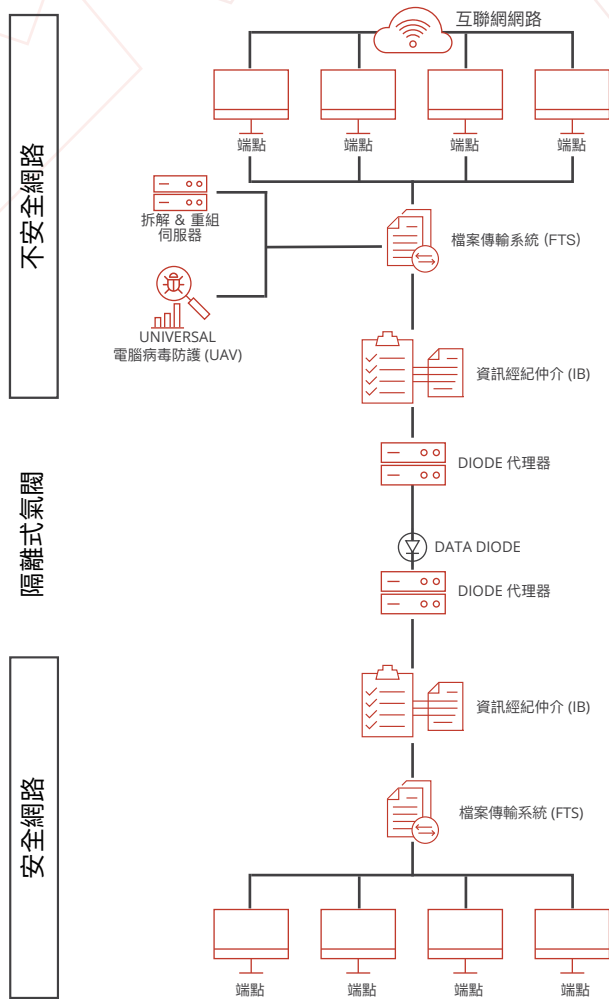 互聯網網路
端點
端點
端點
端點
不安全網路
拆解 & 重組
伺服器
檔案傳輸系統 (FTS)
UNIVERSAL
電腦病毒防護 (UAV)
資訊經紀仲介 (IB)
DIODE 代理器
隔離式氣閥
DATA DIODE
DIODE 代理器
資訊經紀仲介 (IB)
安全網路
檔案傳輸系統 (FTS)
端點
端點
端點
端點